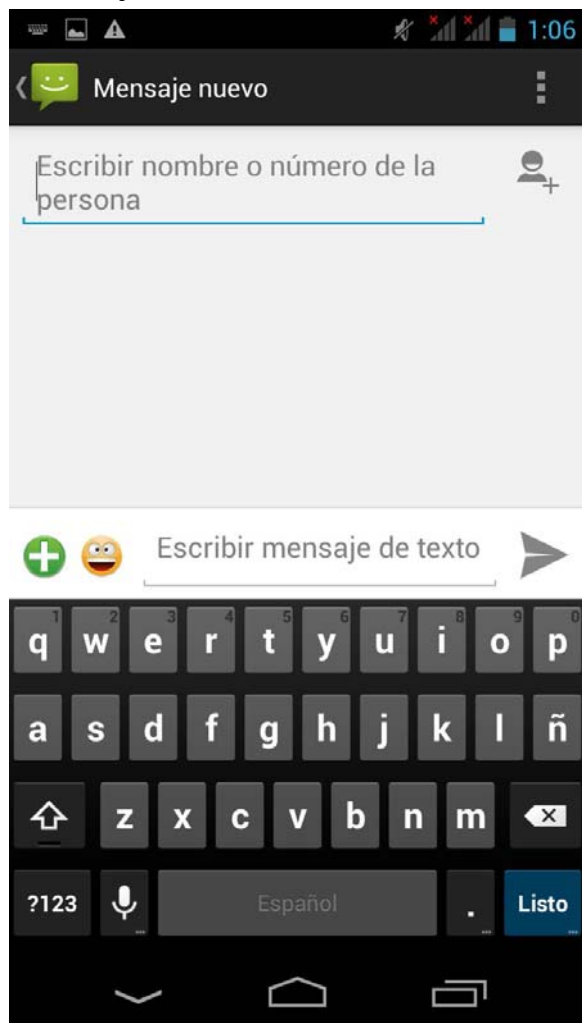 1:06
Mensaje nuevo
Escribir nombre o número de la
persona
Escribir mensaje de texto
1 2 3 4 5 6 7 8 9 0
q w e r t y u i o p
a s d f g h j k l ñ
z x c v b n m
?123 Español . Listo